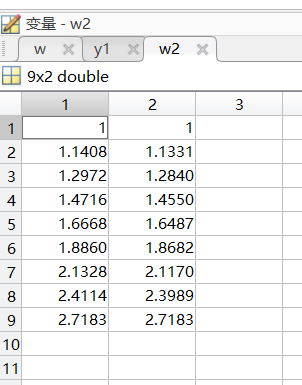 变量 - w2
w y1 w2
9x2 double
1 2 3
1 1 1
2 1.1408 1.1331
3 1.2972 1.2840
4 1.4716 1.4550
5 1.6668 1.6487
6 1.8860 1.8682
7 2.1328 2.1170
8 2.4114 2.3989
9 2.7183 2.7183
10
11